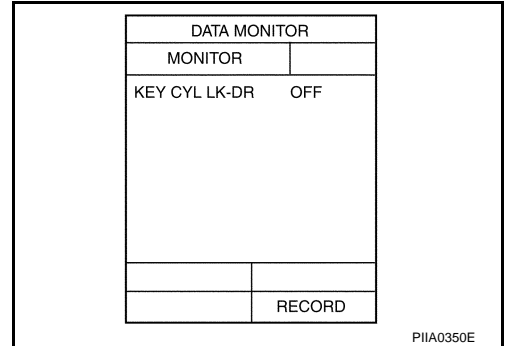 DATA MONITOR
MONITOR
KEY CYL LK-DR OFF
RECORD
PIIA0350E